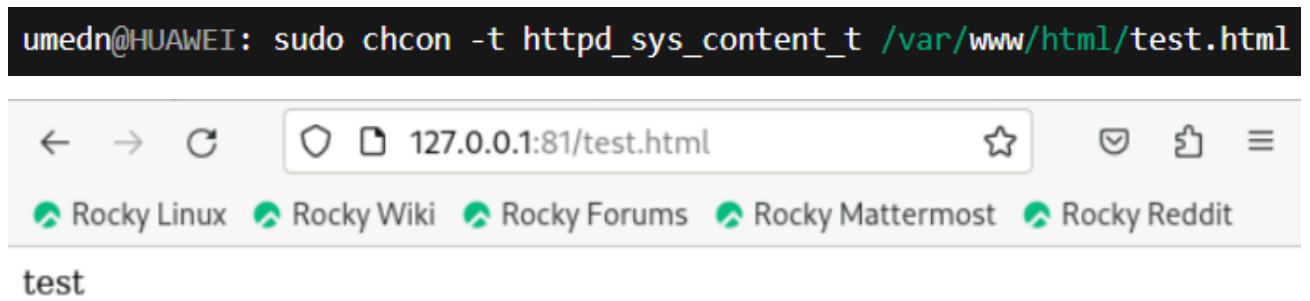 umedn@HUAWEI: sudo chcon -t httpd_sys_content_t /var/www/html/test.html
127.0.0.1:81/test.html
Rocky Linux Rocky Wiki Rocky Forums Rocky Mattermost Rocky Reddit
test